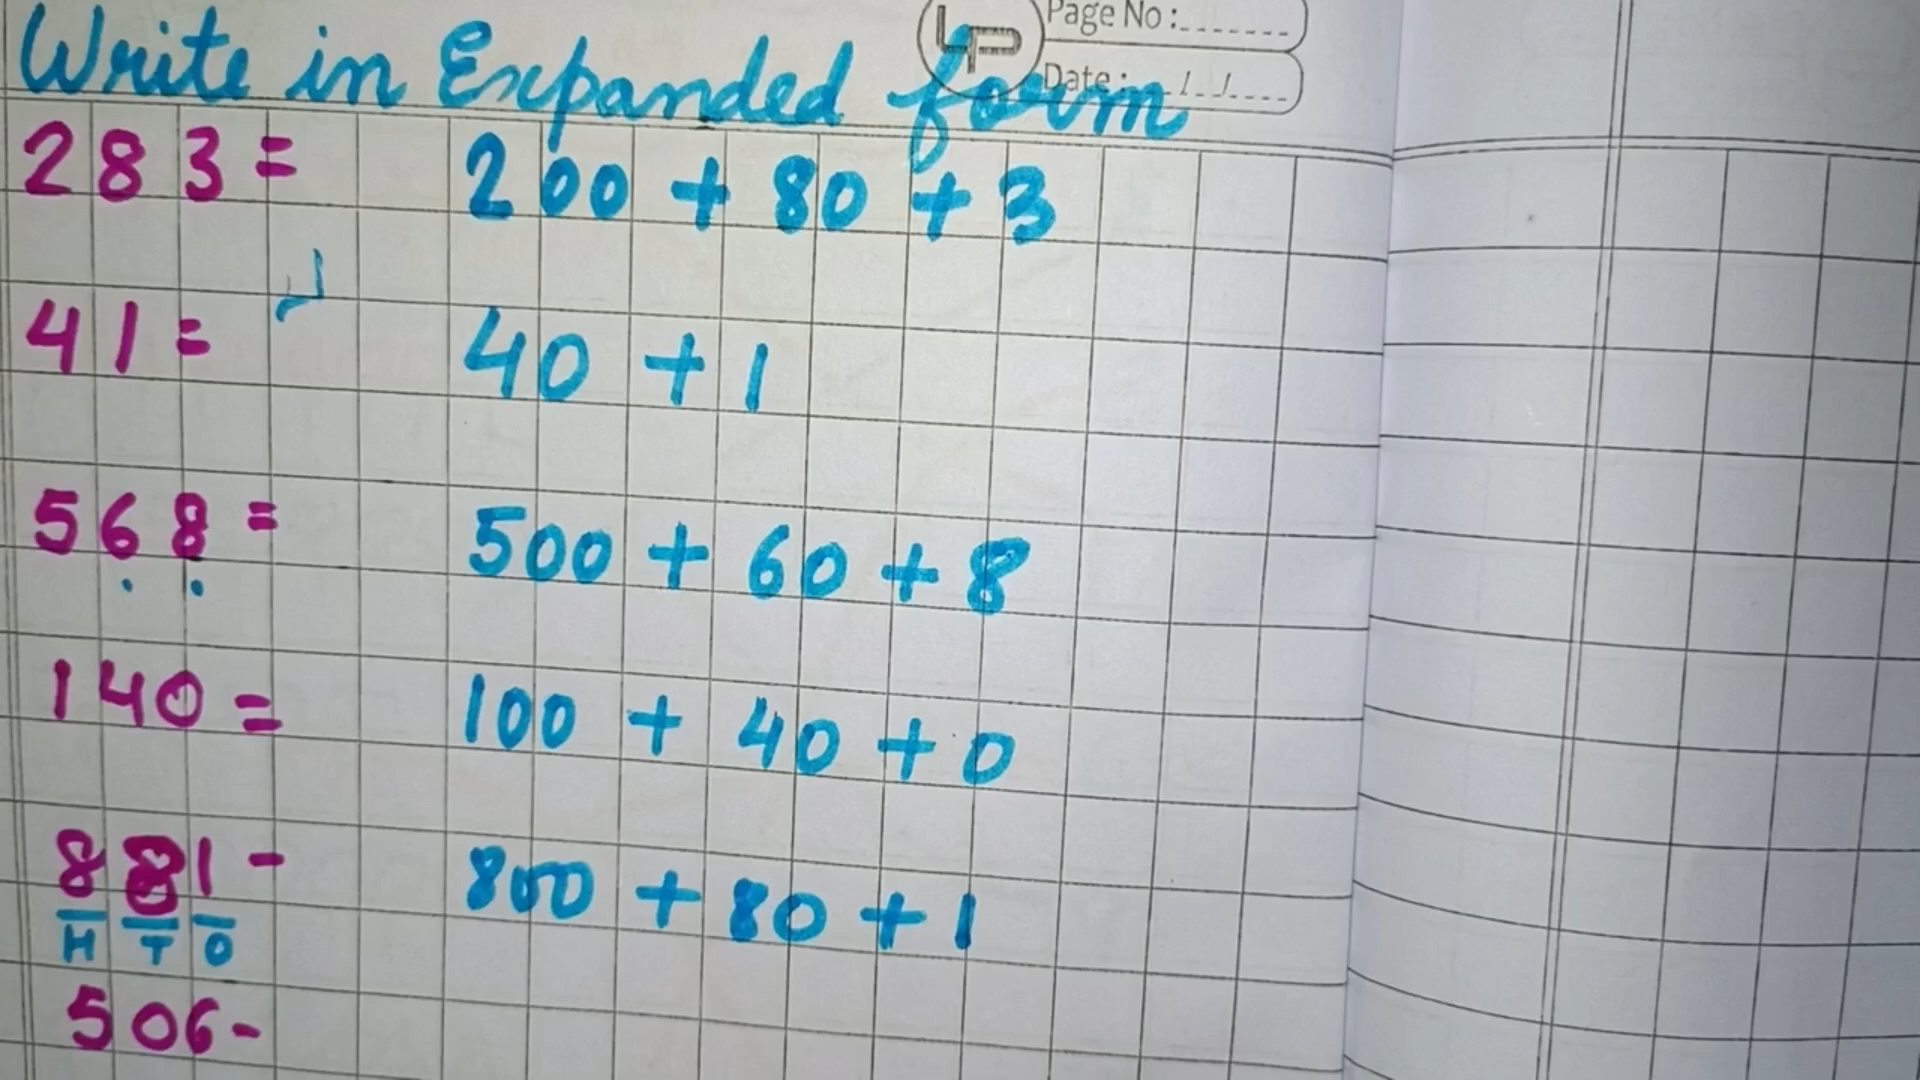 Page No :
Date :
Write in Expanded form
283 = 200 + 80 + 3
41 = 40 + 1
568 = 500 + 60 + 8
140 = 100 + 40 + 0
881 - 800 + 80 + 1
H T O
506 -